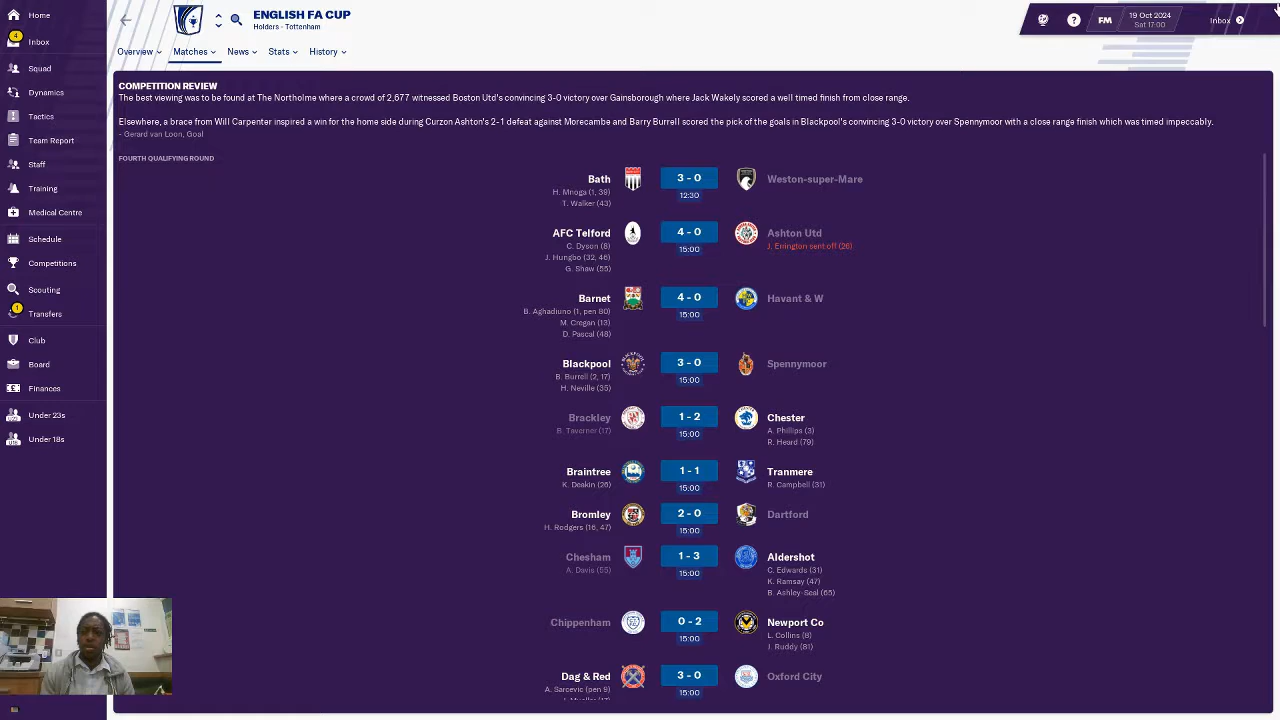 Home
4
Inbox
Squad
Dynamics
Tactics
Team Report
Staff
Training
Medical Centre
Schedule
Competitions
Scouting
1
Transfers
Club
Board
Finances
Under 23s
Under 18s
ENGLISH FA CUP
Holders - Tottenham
Overview
Matches
News
Stats
History
?
FM
19 Oct 2024
Sat 17:00
Inbox
COMPETITION REVIEW
The best viewing was to be found at The Northolme where a crowd of 2,677 witnessed Boston Utd's convincing 3-0 victory over Gainsborough where Jack Wakely scored a well timed finish from close range.
Elsewhere, a brace from Will Carpenter inspired a win for the home side during Curzon Ashton's 2-1 defeat against Morecambe and Barry Burrell scored the pick of the goals in Blackpool's convincing 3-0 victory over Spennymoor with a close range finish which was timed impeccably.
- Gerard van Loon, Goal
FOURTH QUALIFYING ROUND
Bath 3 - 0 Weston-super-Mare
H. Mnoga (1, 39) 12:30
T. Walker (43)
AFC Telford 4 - 0 Ashton Utd
C. Dyson (8) 15:00 J. Errington sent off (26)
J. Hungbo (32, 46)
G. Shaw (55)
Barnet 4 - 0 Havant & W
B. Aghadiuno (1, pen 80) 15:00
M. Cregan (13)
D. Pascal (48)
Blackpool 3 - 0 Spennymoor
B. Burrell (2, 17) 15:00
H. Neville (35)
Brackley 1 - 2 Chester
B. Taverner (17) 15:00 A. Phillips (3)
R. Heard (79)
Braintree 1 - 1 Tranmere
K. Deakin (26) 15:00 R. Campbell (31)
Bromley 2 - 0 Dartford
H. Rodgers (16, 47) 15:00
Chesham 1 - 3 Aldershot
A. Davis (55) 15:00 C. Edwards (31)
K. Ramsay (47)
B. Ashley-Seal (65)
Chippenham 0 - 2 Newport Co
15:00 L. Collins (8)
J. Ruddy (81)
Dag & Red 3 - 0 Oxford City
A. Sarcevic (pen 9) 15:00